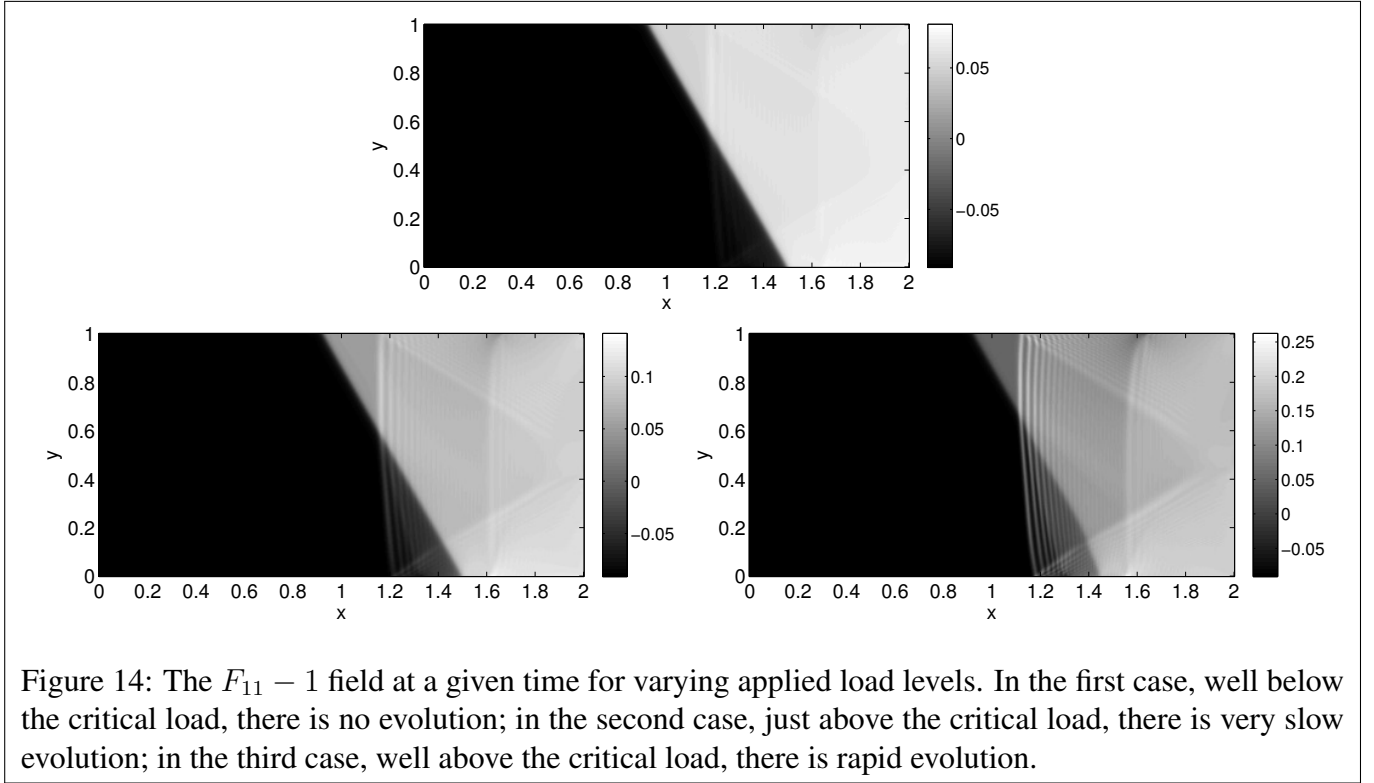 1
0.8
0.6
0.4
0.2
0
y
0 0.2 0.4 0.6 0.8 1 1.2 1.4 1.6 1.8 2
x
0.05
0
−0.05
1
0.8
0.6
0.4
0.2
0
y
0 0.2 0.4 0.6 0.8 1 1.2 1.4 1.6 1.8 2
x
0.1
0.05
0
−0.05
1
0.8
0.6
0.4
0.2
0
y
0 0.2 0.4 0.6 0.8 1 1.2 1.4 1.6 1.8 2
x
0.25
0.2
0.15
0.1
0.05
0
−0.05
Figure 14: The F₁₁ − 1 field at a given time for varying applied load levels. In the first case, well below
the critical load, there is no evolution; in the second case, just above the critical load, there is very slow
evolution; in the third case, well above the critical load, there is rapid evolution.